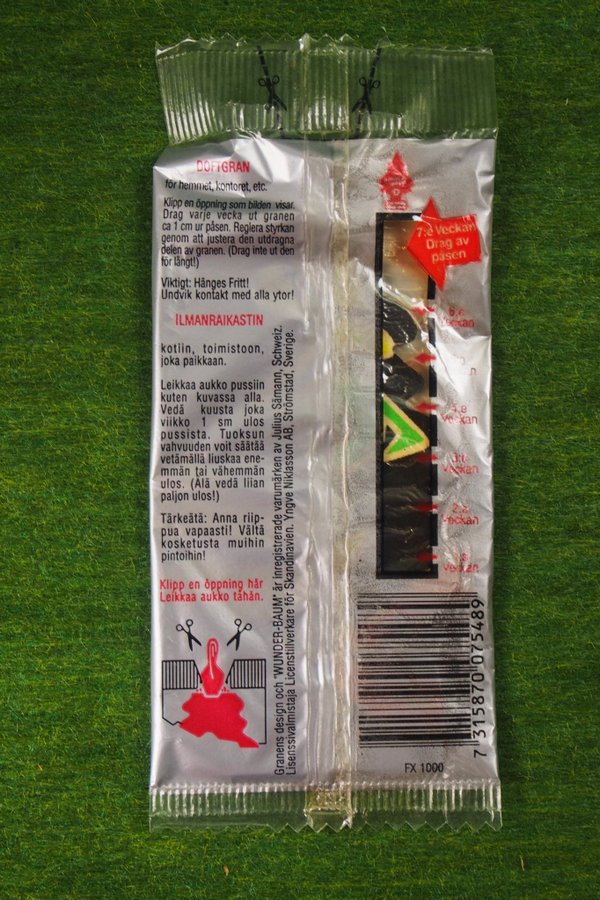 DOFTGRAN
för hemmet, kontoret, etc.
Klipp en öppning som bilden visar.
Drag varje vecka ut granen
ca 1 cm ur påsen. Reglera styrkan
genom att justera den utdragna
delen av granen. (Drag inte ut den
för långt!)
Viktigt: Hänges Fritt!
Undvik kontakt med alla ytor!
ILMANRAIKASTIN
kotiin, toimistoon,
joka paikkaan.
Leikkaa aukko pussiin
kuten kuvassa alla.
Vedä kuusta joka
viikko 1 sm ulos
pussista. Tuoksun
vahvuuden voit säätää
vetämällä liuskaa ene-
mmän tai vähemmän
ulos. (Älä vedä liian
paljon ulos!)
Tärkeätä: Anna riip-
pua vapaasti! Vältä
kosketusta muihin
pintoihin!
Klipp en öppning här
Leikkaa aukko tähän.
Granens design och "WUNDER-BAUM" är inregistrerade varumärken av Julius Sämann, Schweiz.
Lisenssivalmistaja Licenstillverkare för Skandinavien. Yngve Niklasson AB, Strömstad, Sverige.
7:e Veckan
Drag av
påsen
6:e
Veckan
4:e
Veckan
3:e
Veckan
2:a
Veckan
Veckan
7 315870 075489
FX 1000